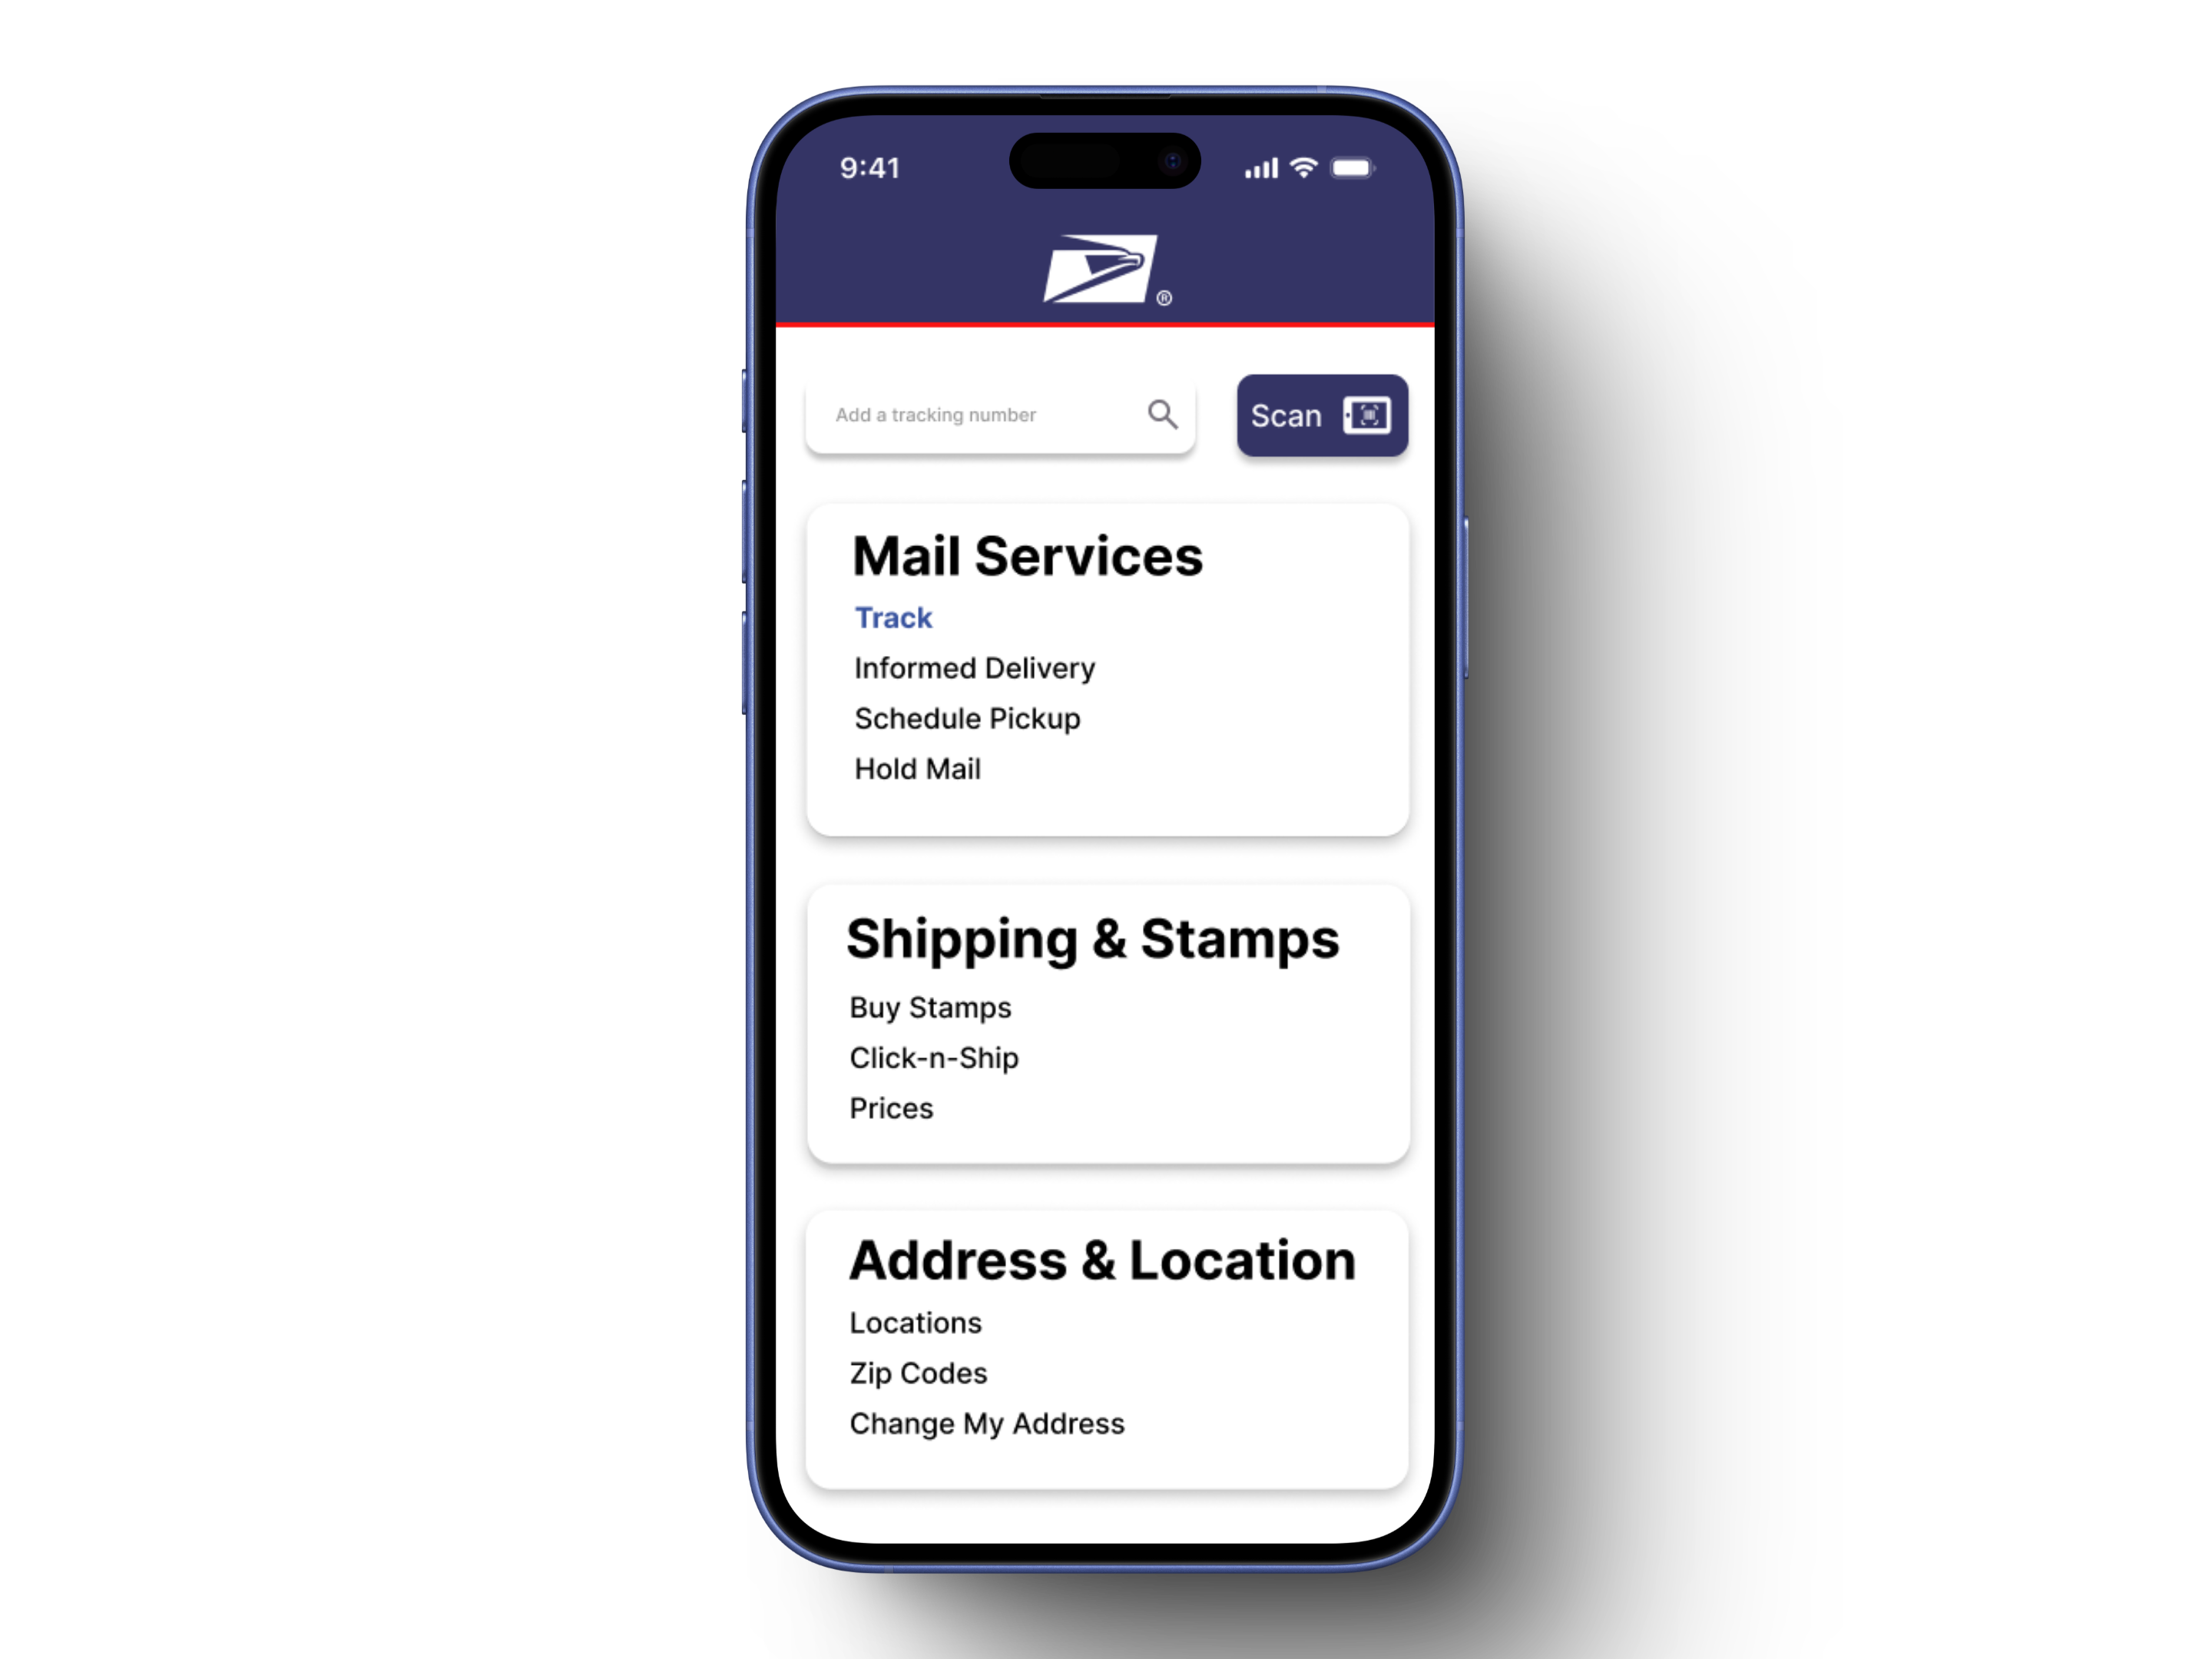 9:41
®
Add a tracking number
Scan
Mail Services
Track
Informed Delivery
Schedule Pickup
Hold Mail
Shipping & Stamps
Buy Stamps
Click-n-Ship
Prices
Address & Location
Locations
Zip Codes
Change My Address